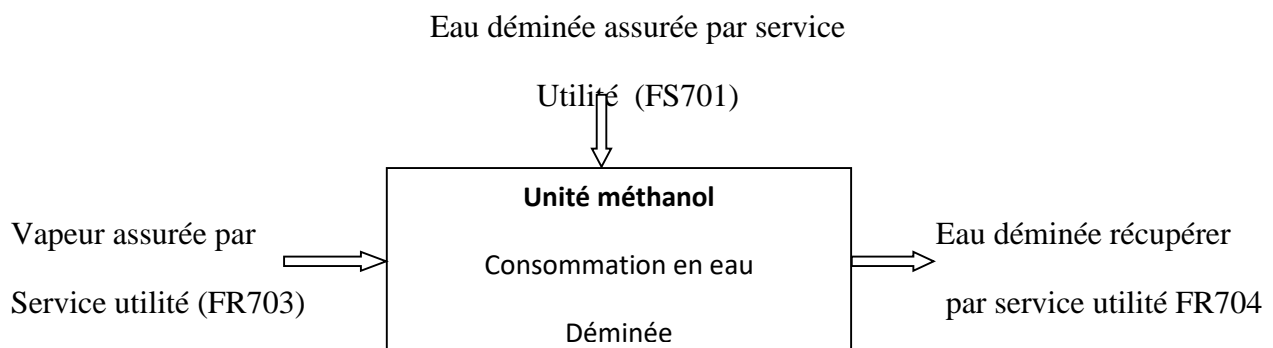 Eau déminée assurée par service
Utilité (FS701)
Unité méthanol
Vapeur assurée par
Service utilité (FR703)
Consommation en eau
Déminée
Eau déminée récupérer
par service utilité FR704